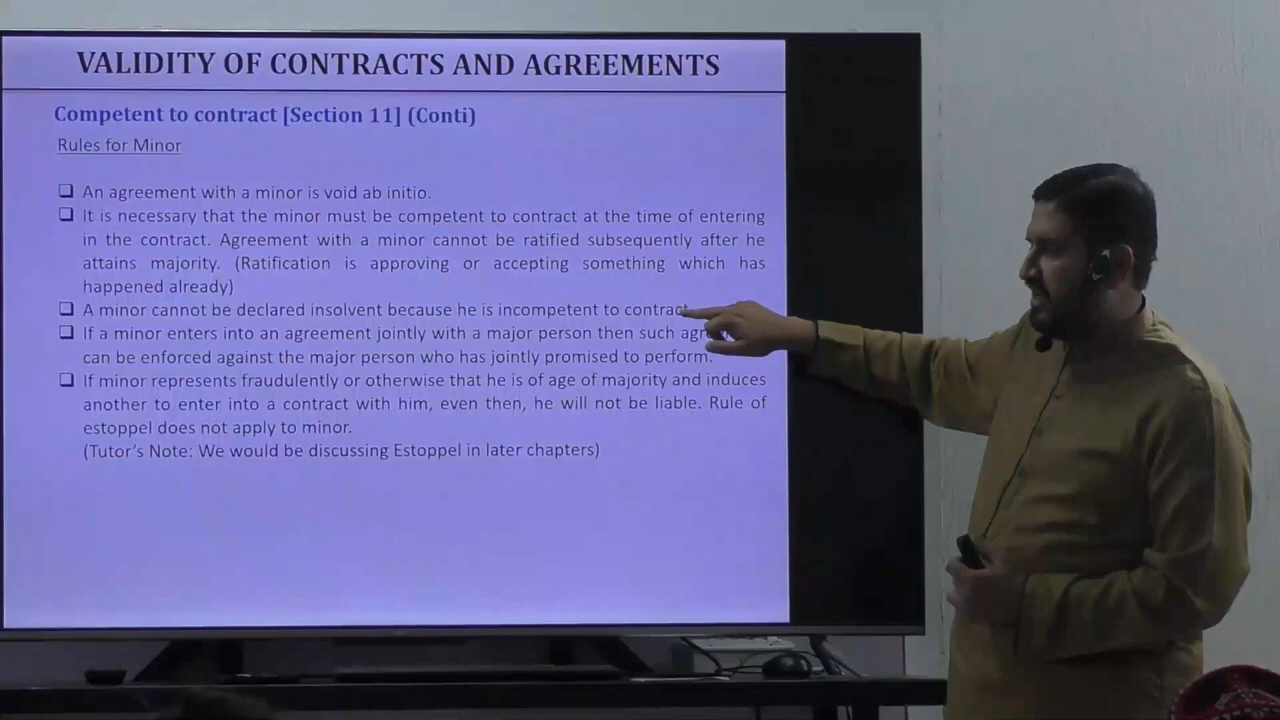 VALIDITY OF CONTRACTS AND AGREEMENTS
Competent to contract [Section 11] (Conti)
Rules for Minor
❑ An agreement with a minor is void ab initio.
❑ It is necessary that the minor must be competent to contract at the time of entering
in the contract. Agreement with a minor cannot be ratified subsequently after he
attains majority. (Ratification is approving or accepting something which has
happened already)
❑ A minor cannot be declared insolvent because he is incompetent to contract
❑ If a minor enters into an agreement jointly with a major person then such
can be enforced against the major person who has jointly promised to perform.
❑ If minor represents fraudulently or otherwise that he is of age of majority and induces
another to enter into a contract with him, even then, he will not be liable. Rule of
estoppel does not apply to minor.
(Tutor's Note: We would be discussing Estoppel in later chapters)